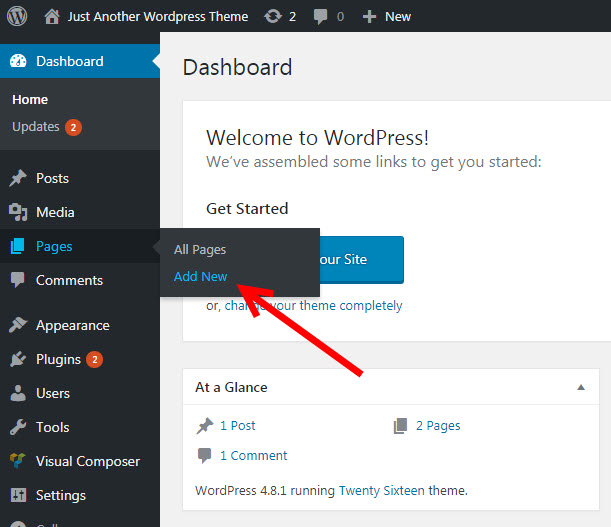 Just Another Wordpress Theme 2 0 New
Dashboard
Home
Updates 2
Posts
Media
Pages
Comments
Appearance
Plugins 2
Users
Tools
Visual Composer
Settings
All Pages
Add New
Dashboard
Welcome to WordPress!
We've assembled some links to get you started:
Get Started
our Site
or, change your theme completely
At a Glance
1 Post
2 Pages
1 Comment
WordPress 4.8.1 running Twenty Sixteen theme.